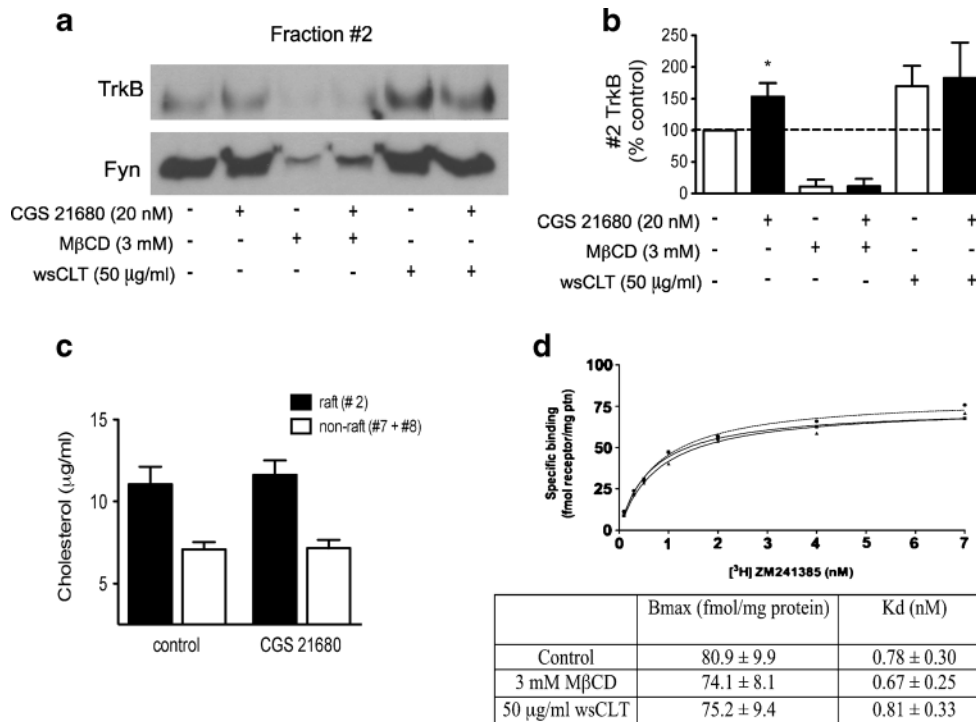 a
Fraction #2
TrkB
Fyn
CGS 21680 (20 nM) - + - + - +
MβCD (3 mM) - - + + - -
wsCLT (50 µg/ml) - - - - + +
b
#2 TrkB
(% control)
250
200
150
100
50
0
*
CGS 21680 (20 nM) - + - + - +
MβCD (3 mM) - - + + - -
wsCLT (50 µg/ml) - - - - + +
c
Cholesterol (µg/ml)
15
10
5
raft (# 2)
non-raft (#7 + #8)
control CGS 21680
d
Specific binding
(fmol receptor/mg ptn)
100
75
50
25
0
0 1 2 3 4 5 6 7
[³H] ZM241385 (nM)
Bmax (fmol/mg protein) Kd (nM)
Control 80.9 ± 9.9 0.78 ± 0.30
3 mM MβCD 74.1 ± 8.1 0.67 ± 0.25
50 µg/ml wsCLT 75.2 ± 9.4 0.81 ± 0.33